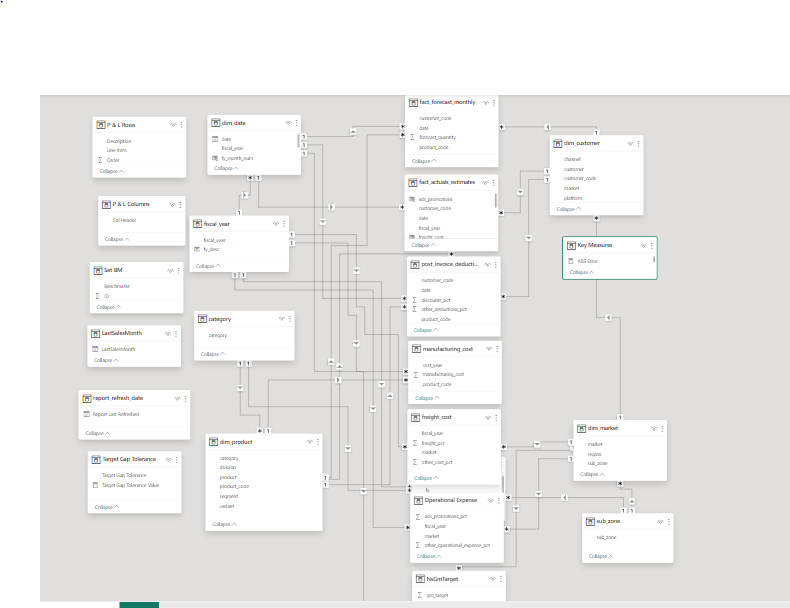 P & L Rows
Description
Line Item
Order
Collapse
P & L Columns
Col Header
Collapse
Set BM
Benchmarks
ID
Collapse
LastSalesMonth
LastSalesMonth
Collapse
report_refresh_date
Report Last Refreshed
Collapse
Target Gap Tolerance
Target Gap Tolerance
Target Gap Tolerance Value
Collapse
dim_date
date
fiscal_year
fy_month_num
Collapse
fiscal_year
fiscal_year
fy_desc
Collapse
category
category
Collapse
dim_product
category
division
product
product_code
segment
variant
Collapse
fact_forecast_monthly
customer_code
date
forecast_quantity
product_code
Collapse
fact_actuals_estimates
ads_promotions
customer_code
date
fiscal_year
freight_cost
Collapse
post_invoice_deducti...
customer_code
date
discounts_pct
other_deductions_pct
product_code
Collapse
manufacturing_cost
cost_year
manufacturing_cost
product_code
Collapse
freight_cost
fiscal_year
freight_pct
market
other_cost_pct
Collapse
fy
Operational Expense
ads_promotions_pct
fiscal_year
market
other_operational_expense_pct
Collapse
NsGmTarget
gm_target
dim_customer
channel
customer
customer_code
market
platform
Collapse
Key Measures
ABS Error
Collapse
dim_market
market
region
sub_zone
Collapse
sub_zone
sub_zone
Collapse